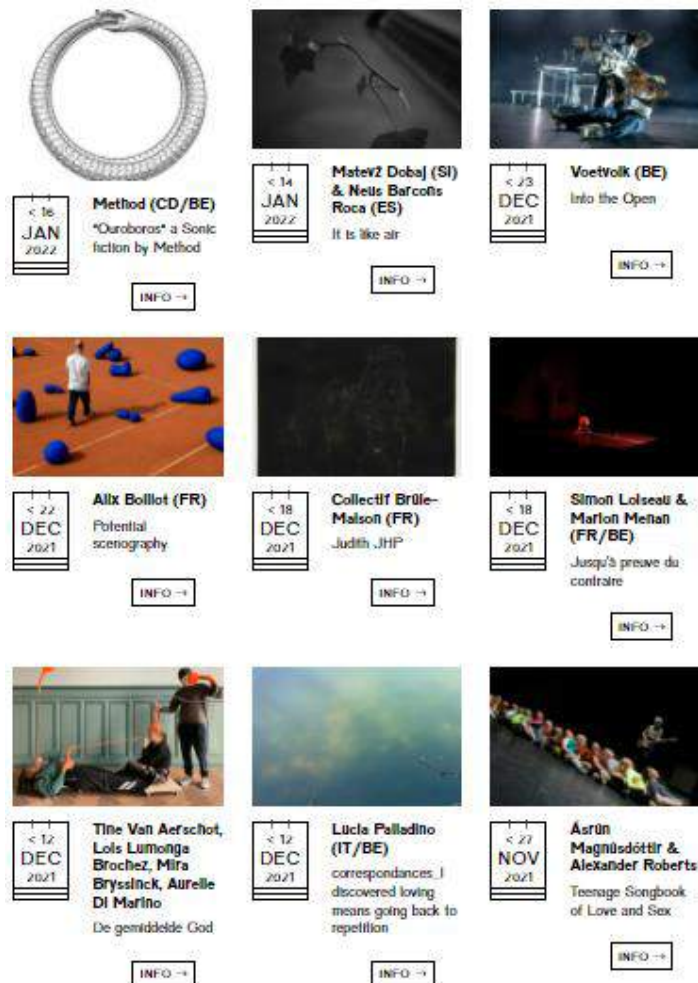 < 16
JAN
2022
Method (CD/BE)
"Ouroboros" a Sonic
fiction by Method
INFO →
< 14
JAN
2022
Matevž Dobaj (SI)
& Neus Barcons
Roca (ES)
It is like air
INFO →
< 23
DEC
2021
Voetvolk (BE)
Into the Open
INFO →
< 22
DEC
2021
Alix Boillot (FR)
Potential
scenography
INFO →
< 18
DEC
2021
Collectif Brûle-
Maison (FR)
Judith JHP
INFO →
< 18
DEC
2021
Simon Loiseau &
Marion Menan
(FR/BE)
Jusqu'à preuve du
contraire
INFO →
< 12
DEC
2021
Tine Van Aerschot,
Lois Lumonga
Brochez, Mira
Bryssinck, Aurelie
Di Marino
De gemiddelde God
INFO →
< 12
DEC
2021
Lucia Palladino
(IT/BE)
correspondances_I
discovered loving
means going back to
repetition
INFO →
< 27
NOV
2021
Ásrún
Magnúsdóttir &
Alexander Roberts
Teenage Songbook
of Love and Sex
INFO →